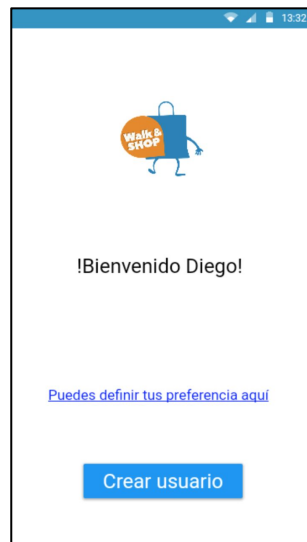 13:32
Walk &
SHOP
!Bienvenido Diego!
Puedes definir tus preferencia aquí
Crear usuario